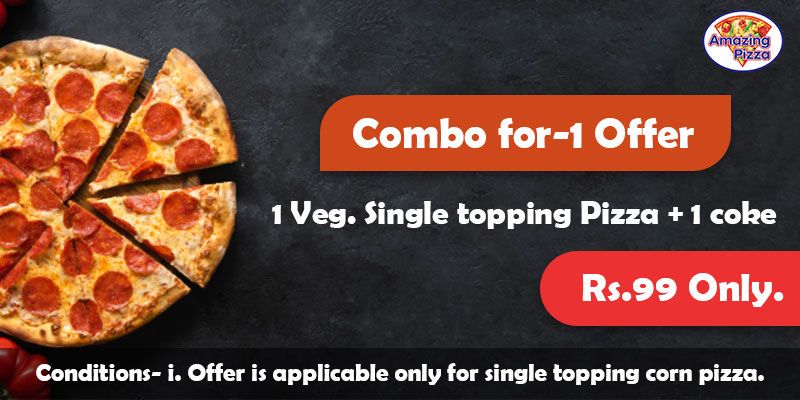 Amazing
Pizza
Combo for-1 Offer
1 Veg. Single topping Pizza + 1 coke
Rs.99 Only.
Conditions- i. Offer is applicable only for single topping corn pizza.